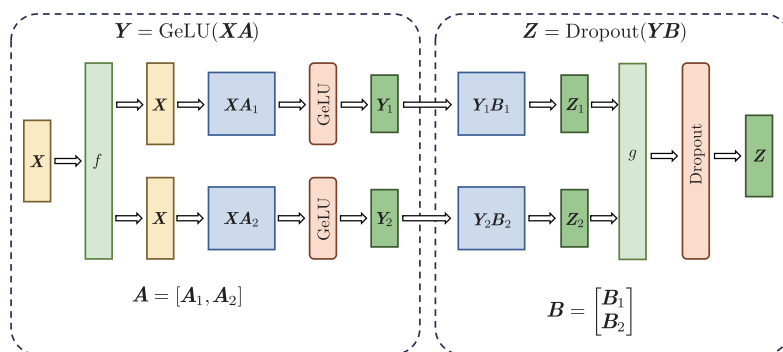 Y = GeLU(XA)
X
f
X
XA₁
GeLU
Y₁
X
XA₂
GeLU
Y₂
A = [A₁, A₂]
Z = Dropout(YB)
Y₁B₁
Z₁
Y₂B₂
Z₂
g
Dropout
Z
B = [B₁
B₂]